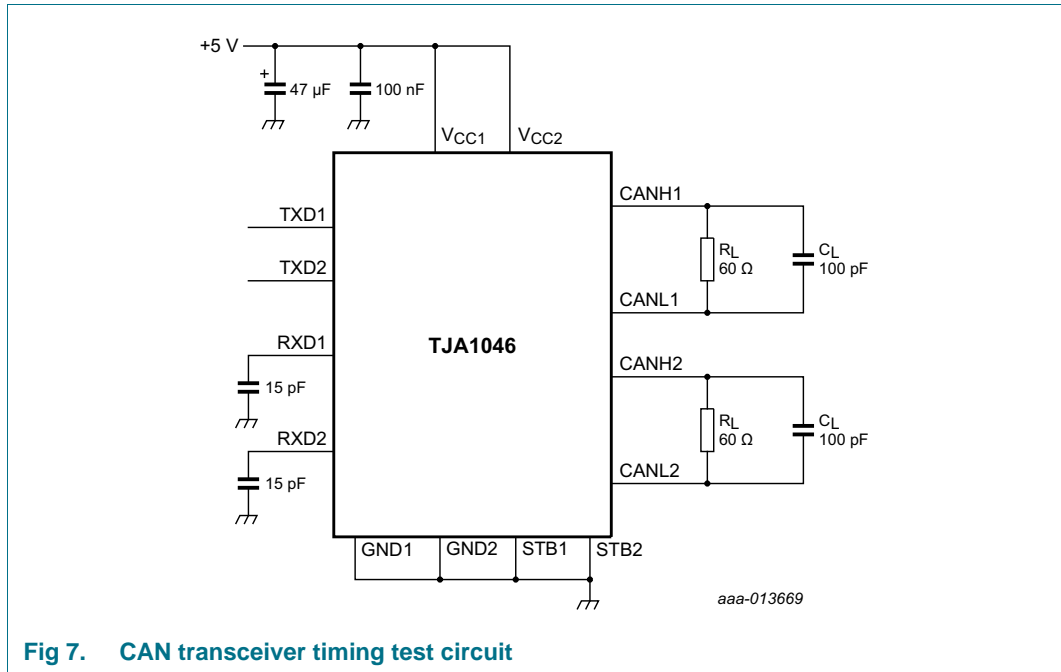 +5 V
+
47 µF
100 nF
VCC1
VCC2
TXD1
TXD2
RXD1
15 pF
RXD2
15 pF
TJA1046
CANH1
RL
60 Ω
CL
100 pF
CANL1
CANH2
RL
60 Ω
CL
100 pF
CANL2
GND1
GND2
STB1
STB2
aaa-013669
Fig 7. CAN transceiver timing test circuit